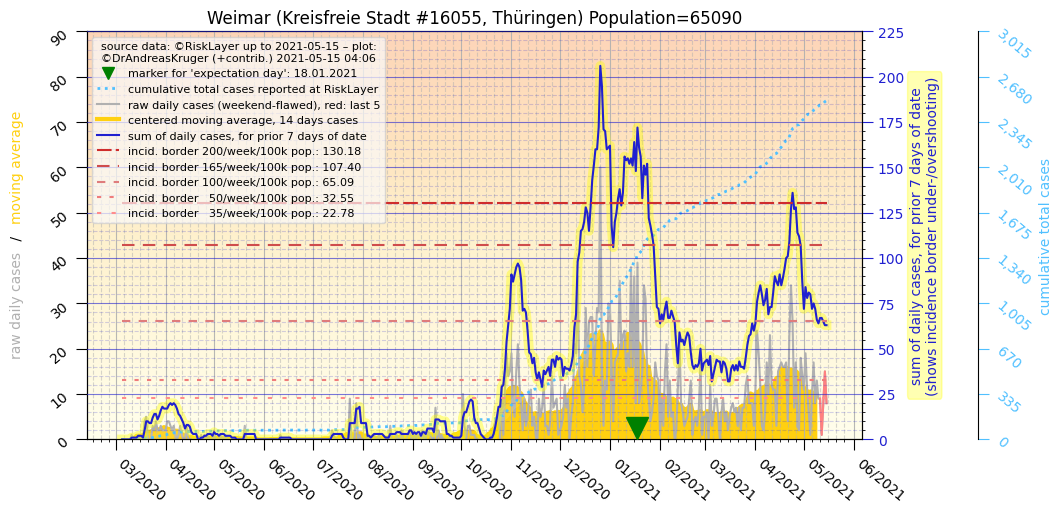 Weimar (Kreisfreie Stadt #16055, Thüringen) Population=65090
source data: ©RiskLayer up to 2021-05-15 – plot:
©DrAndreasKruger (+contrib.) 2021-05-15 04:06
marker for 'expectation day': 18.01.2021
cumulative total cases reported at RiskLayer
raw daily cases (weekend-flawed), red: last 5
centered moving average, 14 days cases
sum of daily cases, for prior 7 days of date
incid. border 200/week/100k pop.: 130.18
incid. border 165/week/100k pop.: 107.40
incid. border 100/week/100k pop.: 65.09
incid. border   50/week/100k pop.: 32.55
incid. border   35/week/100k pop.: 22.78
raw daily cases  /  moving average
90
80
70
60
50
40
30
20
10
0
03/2020
04/2020
05/2020
06/2020
07/2020
08/2020
09/2020
10/2020
11/2020
12/2020
01/2021
02/2021
03/2021
04/2021
05/2021
06/2021
225
200
175
150
125
100
75
50
25
0
sum of daily cases, for prior 7 days of date
(shows incidence border under-/overshooting)
3,015
2,680
2,345
2,010
1,675
1,340
1,005
670
335
0
cumulative total cases